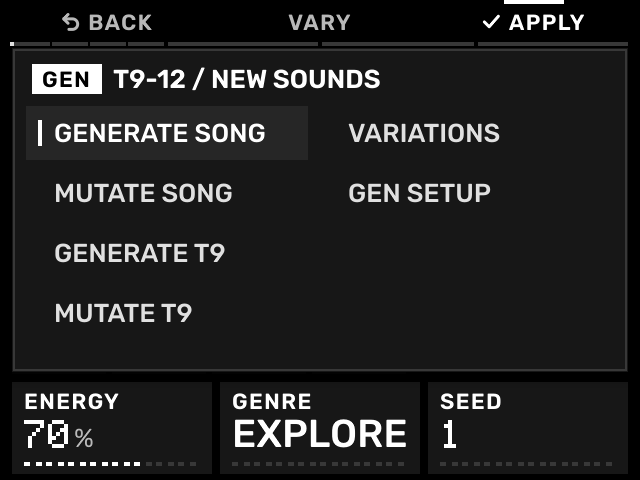 BACK VARY APPLY
GEN T9-12 / NEW SOUNDS
GENERATE SONG VARIATIONS
MUTATE SONG GEN SETUP
GENERATE T9
MUTATE T9
ENERGY GENRE SEED
70% EXPLORE 1